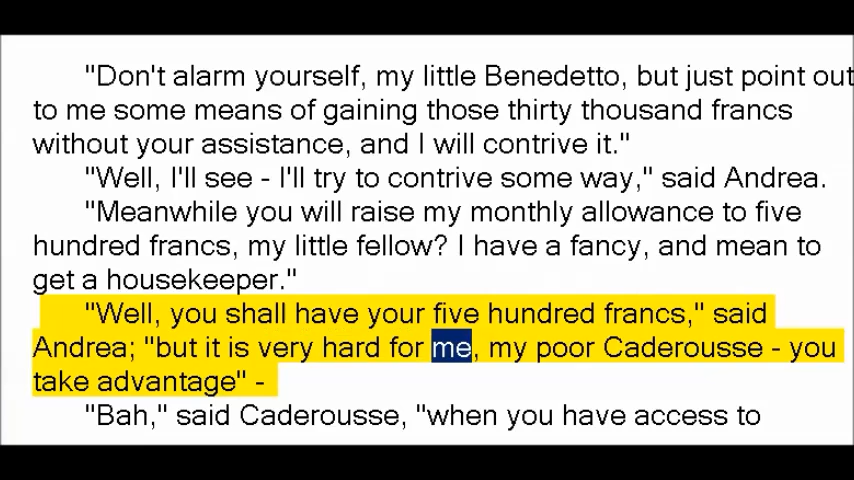 "Don't alarm yourself, my little Benedetto, but just point out
to me some means of gaining those thirty thousand francs
without your assistance, and I will contrive it."
"Well, I'll see - I'll try to contrive some way," said Andrea.
"Meanwhile you will raise my monthly allowance to five
hundred francs, my little fellow? I have a fancy, and mean to
get a housekeeper."
"Well, you shall have your five hundred francs," said
Andrea; "but it is very hard for me, my poor Caderousse - you
take advantage" -
"Bah," said Caderousse, "when you have access to